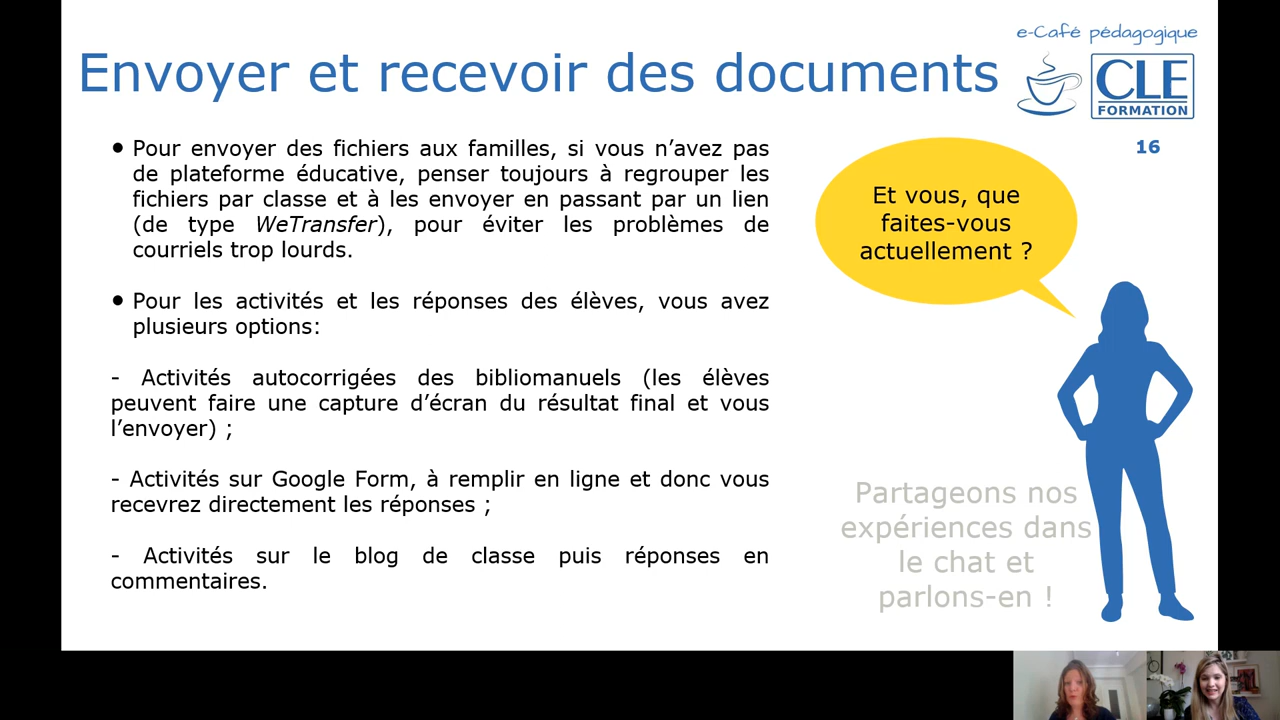 e-Café pédagogique
Envoyer et recevoir des documents
CLE
FORMATION
16
• Pour envoyer des fichiers aux familles, si vous n’avez pas
de plateforme éducative, penser toujours à regrouper les
fichiers par classe et à les envoyer en passant par un lien
(de type WeTransfer), pour éviter les problèmes de
courriels trop lourds.
• Pour les activités et les réponses des élèves, vous avez
plusieurs options:
- Activités autocorrigées des bibliomanuels (les élèves
peuvent faire une capture d’écran du résultat final et vous
l’envoyer) ;
- Activités sur Google Form, à remplir en ligne et donc vous
recevrez directement les réponses ;
- Activités sur le blog de classe puis réponses en
commentaires.
Et vous, que
faites-vous
actuellement ?
Partageons nos
expériences dans
le chat et
parlons-en !